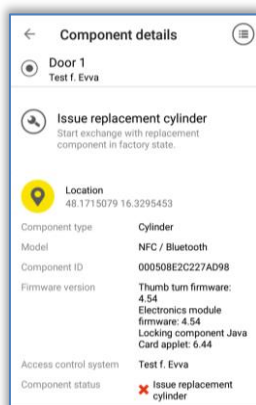 Component details
Door 1
Test f. Evva
Issue replacement cylinder
Start exchange with replacement
component in factory state.
Location
48.1715079 16.3295453
Component type Cylinder
Model NFC / Bluetooth
Component ID 000508E2C227AD98
Firmware version Thumb turn firmware:
4.54
Electronics module
firmware: 4.54
Locking component Java
Card applet: 6.44
Access control system Test f. Evva
Component status Issue replacement
cylinder